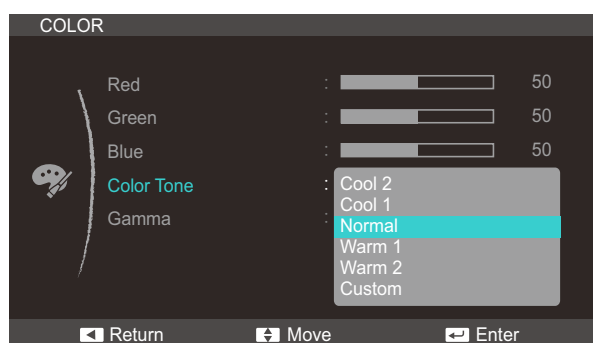 COLOR
Red : 50
Green : 50
Blue : 50
Color Tone : Cool 2
Cool 1
Gamma : Normal
Warm 1
Warm 2
Custom
Return Move Enter